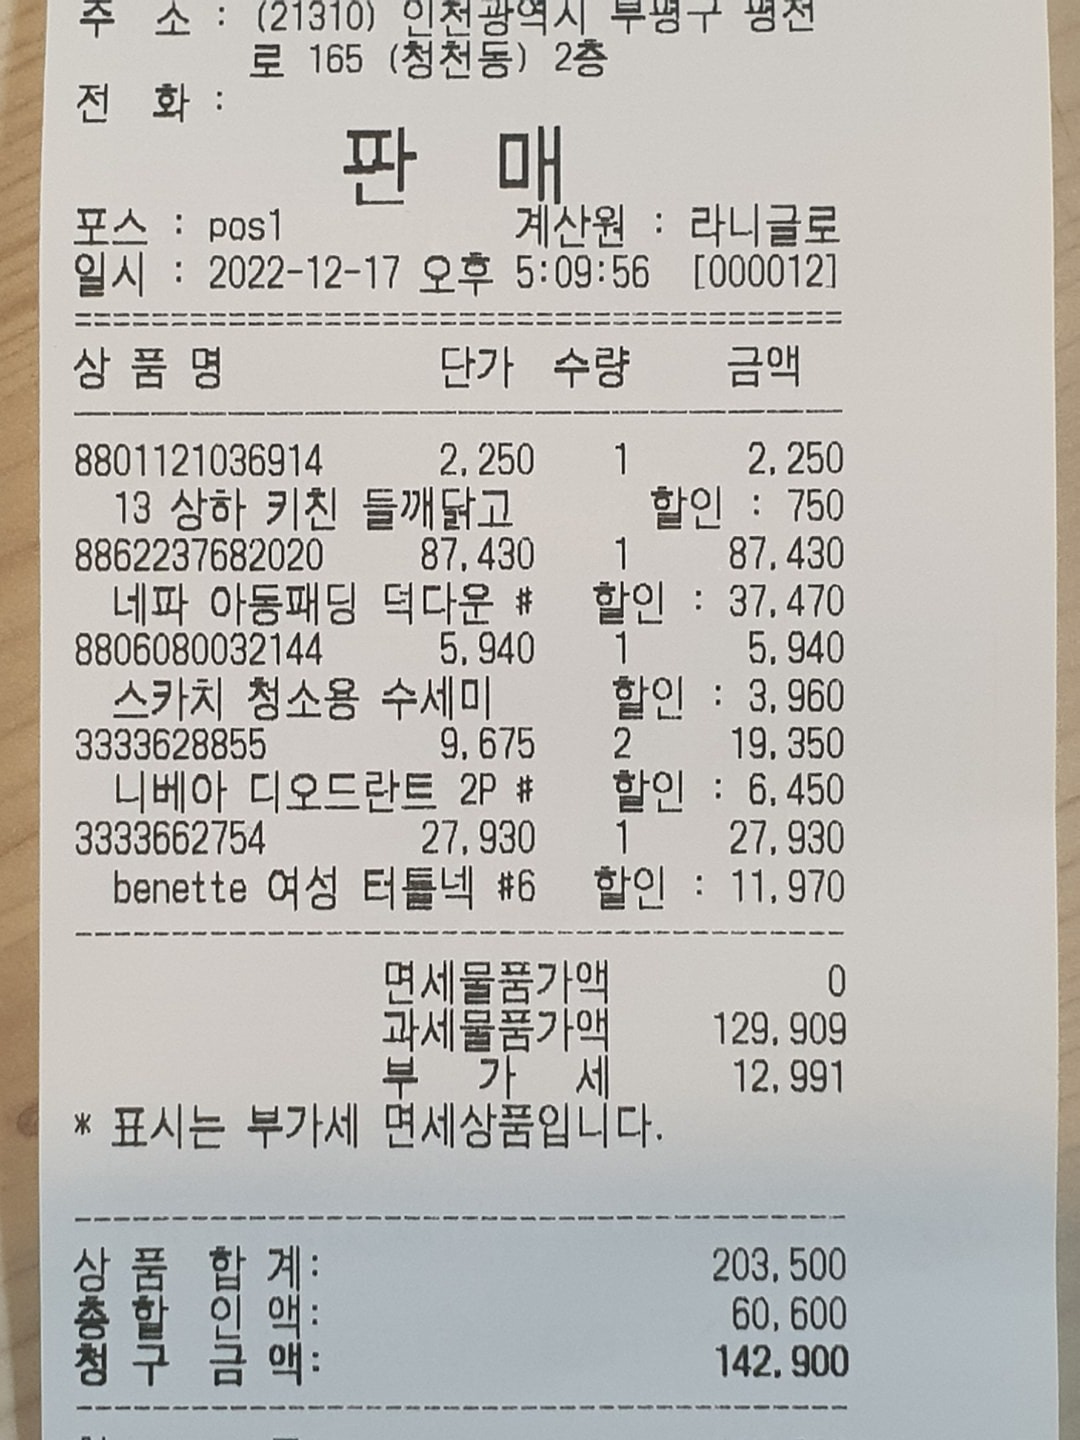 주 소 : (21310) 인천광역시 부평구 평천
로 165 (청천동) 2층
전 화 :
판 매
포스 : pos1 계산원 : 라니글로
일시 : 2022-12-17 오후 5:09:56 [000012]
상 품 명 단가 수량 금액
8801121036914 2,250 1 2,250
13 상하 키친 들깨닭고 할인 : 750
8862237682020 87,430 1 87,430
네파 아동패딩 덕다운 # 할인 : 37,470
8806080032144 5,940 1 5,940
스카치 청소용 수세미 할인 : 3,960
3333628855 9,675 2 19,350
니베아 디오드란트 2P # 할인 : 6,450
3333662754 27,930 1 27,930
benette 여성 터틀넥 #6 할인 : 11,970
면세물품가액 0
과세물품가액 129,909
부 가 세 12,991
* 표시는 부가세 면세상품입니다.
상 품 합 계: 203,500
총 할 인 액: 60,600
청 구 금 액: 142,900